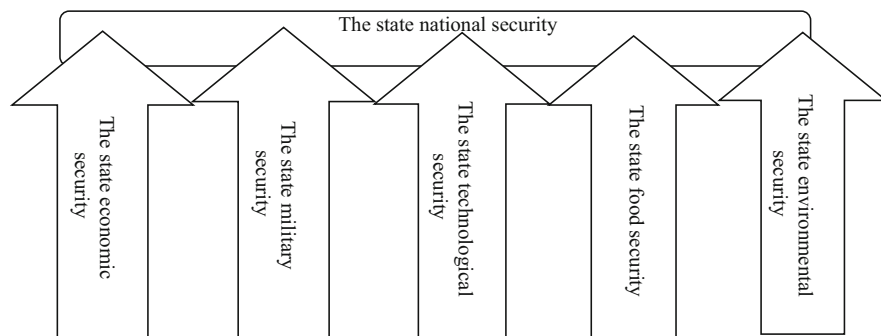 The state national security
The state economic
security
The state military
security
The state technological
security
The state food security
The state environmental
security